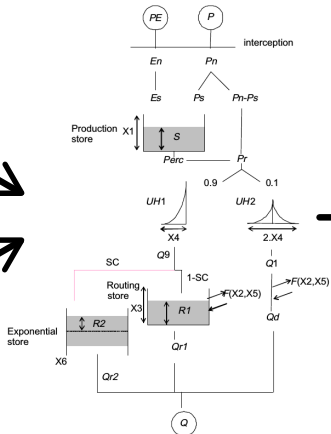 PE P
interception
En Pn
Es Ps Pn-Ps
Production store X1 S
Perc Pr
0.9 0.1
UH1 UH2
X4 2.X4
Q9 Q1
SC 1-SC
Routing store X3 R1 F(X2,X5) F(X2,X5)
Exponential store X6 R2 Qd
Qr1
Qr2
Q